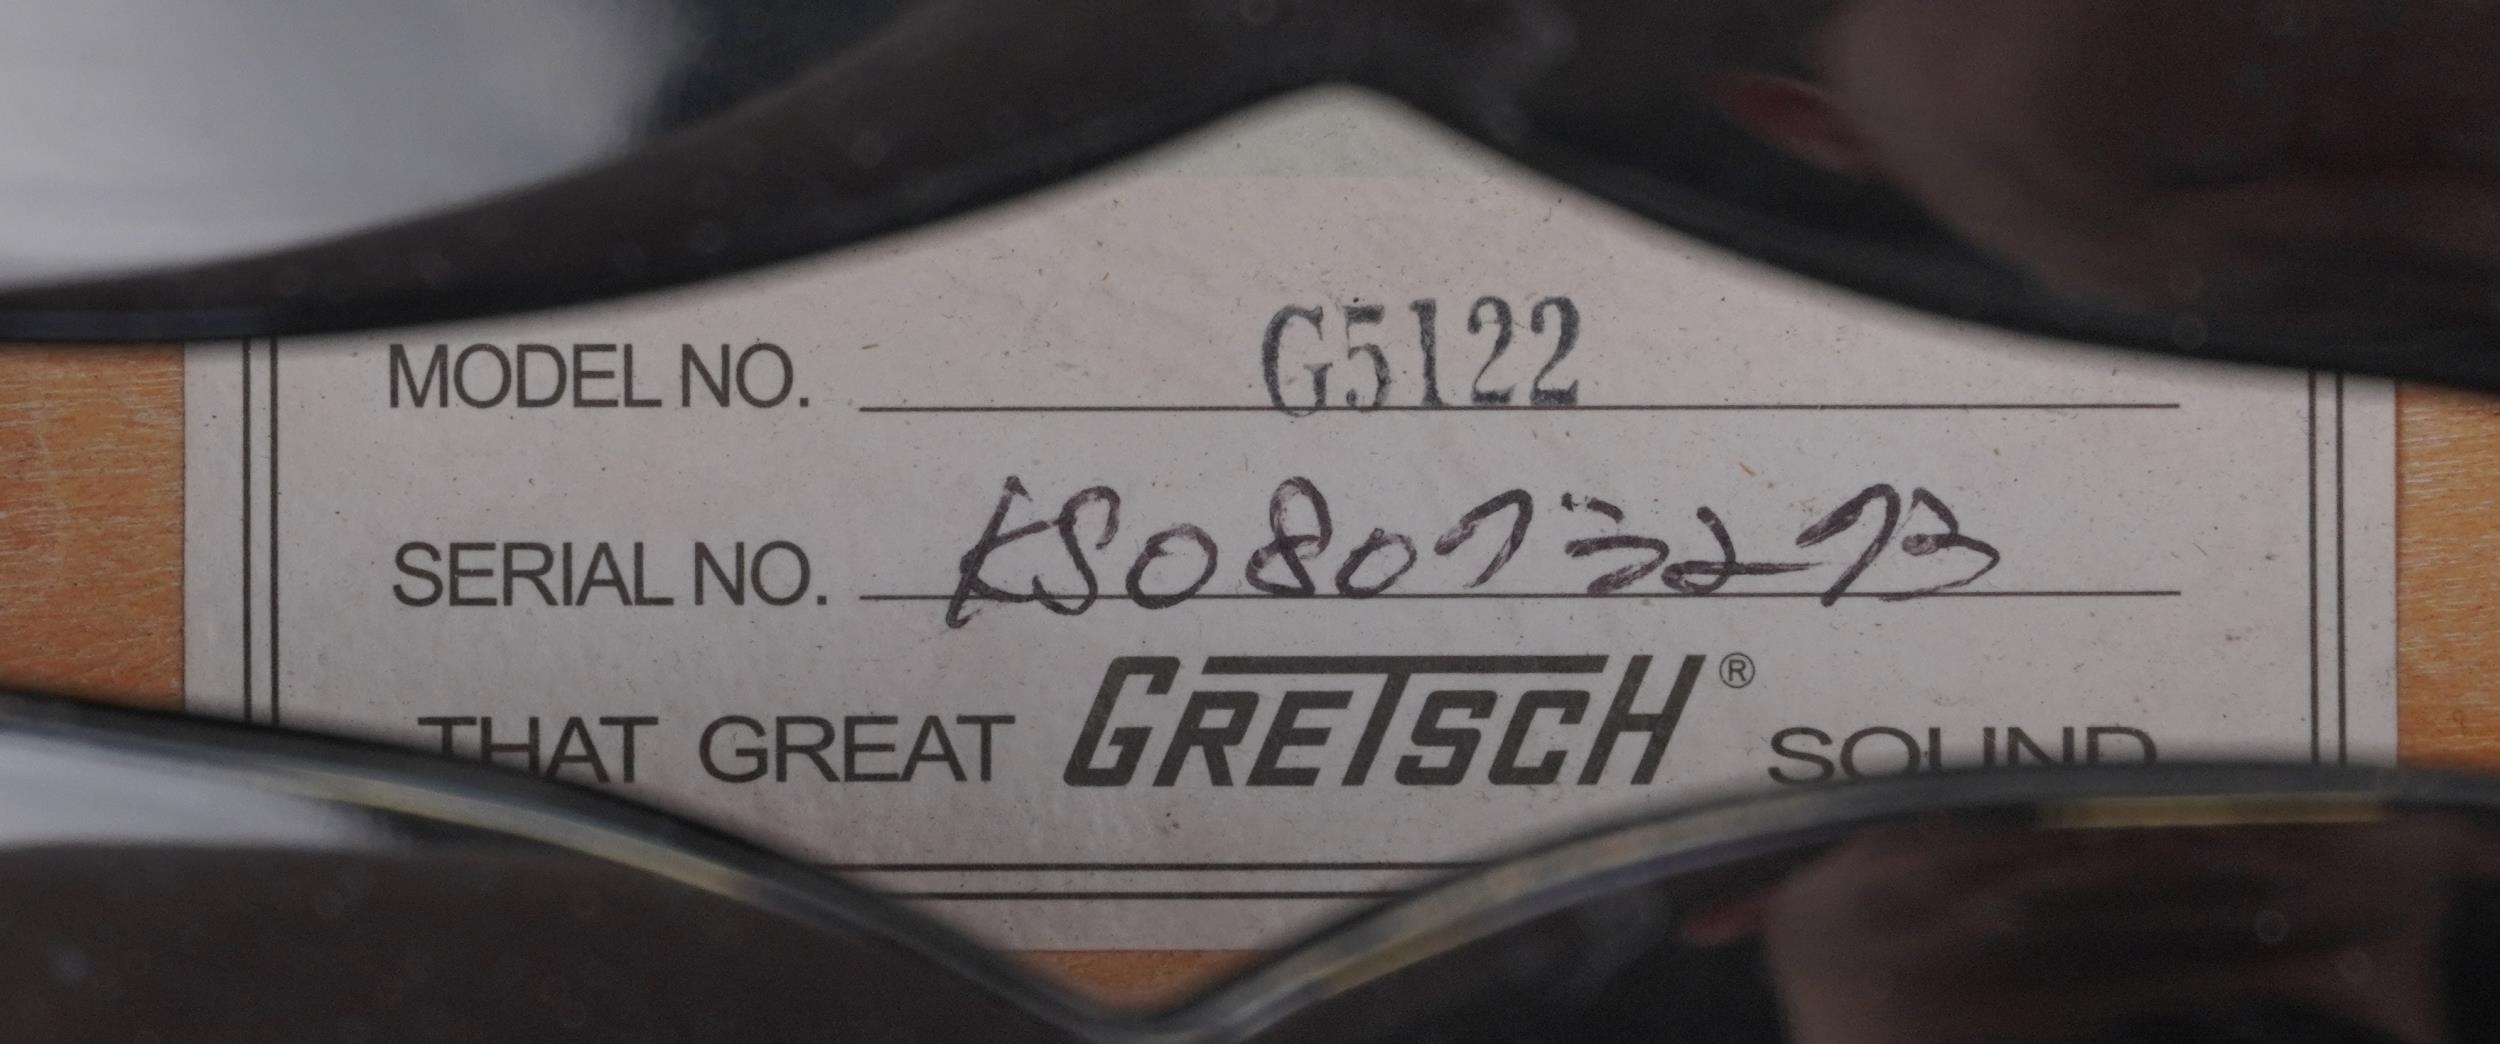 MODEL NO. G5122
SERIAL NO. KS08073273
THAT GREAT GRETSCH® SOUND